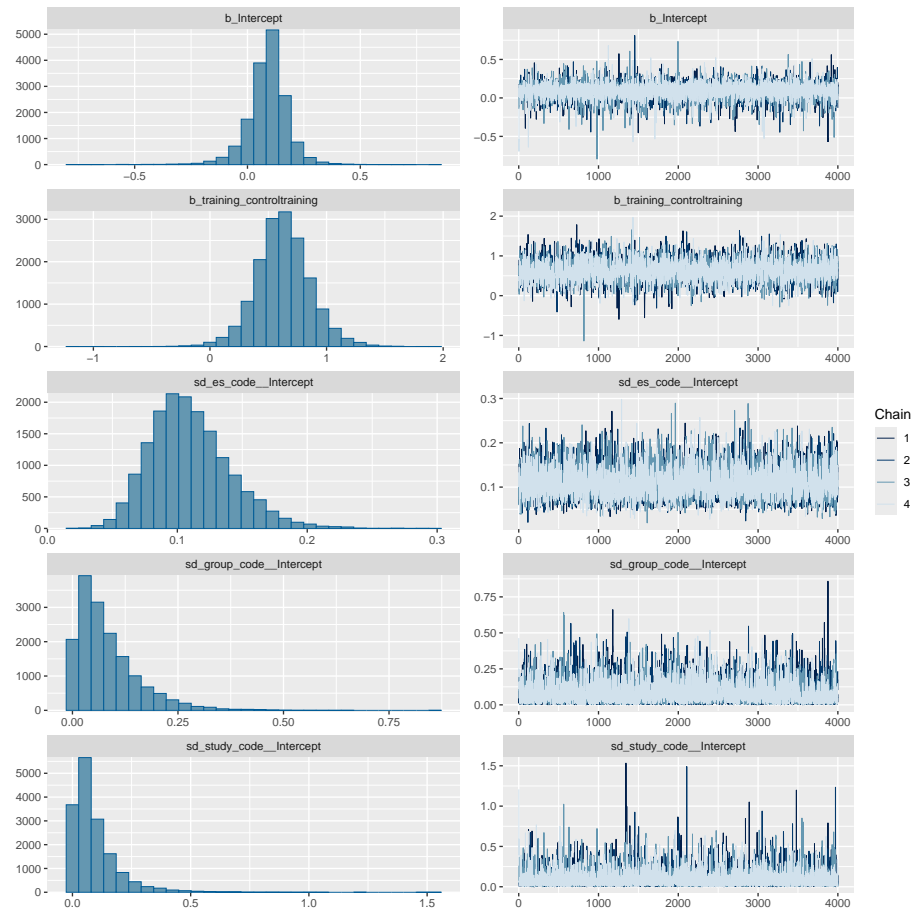 b_Intercept
5000
4000
3000
2000
1000
0
−0.5 0.0 0.5
b_Intercept
0.5
0.0
−0.5
0 1000 2000 3000 4000
b_training_controltraining
3000
2000
1000
0
−1 0 1 2
b_training_controltraining
2
1
0
−1
0 1000 2000 3000 4000
sd_es_code__Intercept
2000
1500
1000
500
0
0.0 0.1 0.2 0.3
sd_es_code__Intercept
0.3
0.2
0.1
0 1000 2000 3000 4000
sd_group_code__Intercept
3000
2000
1000
0
0.00 0.25 0.50 0.75
sd_group_code__Intercept
0.75
0.50
0.25
0.00
0 1000 2000 3000 4000
sd_study_code__Intercept
5000
4000
3000
2000
1000
0
0.0 0.5 1.0 1.5
sd_study_code__Intercept
1.5
1.0
0.5
0.0
0 1000 2000 3000 4000
Chain
1
2
3
4